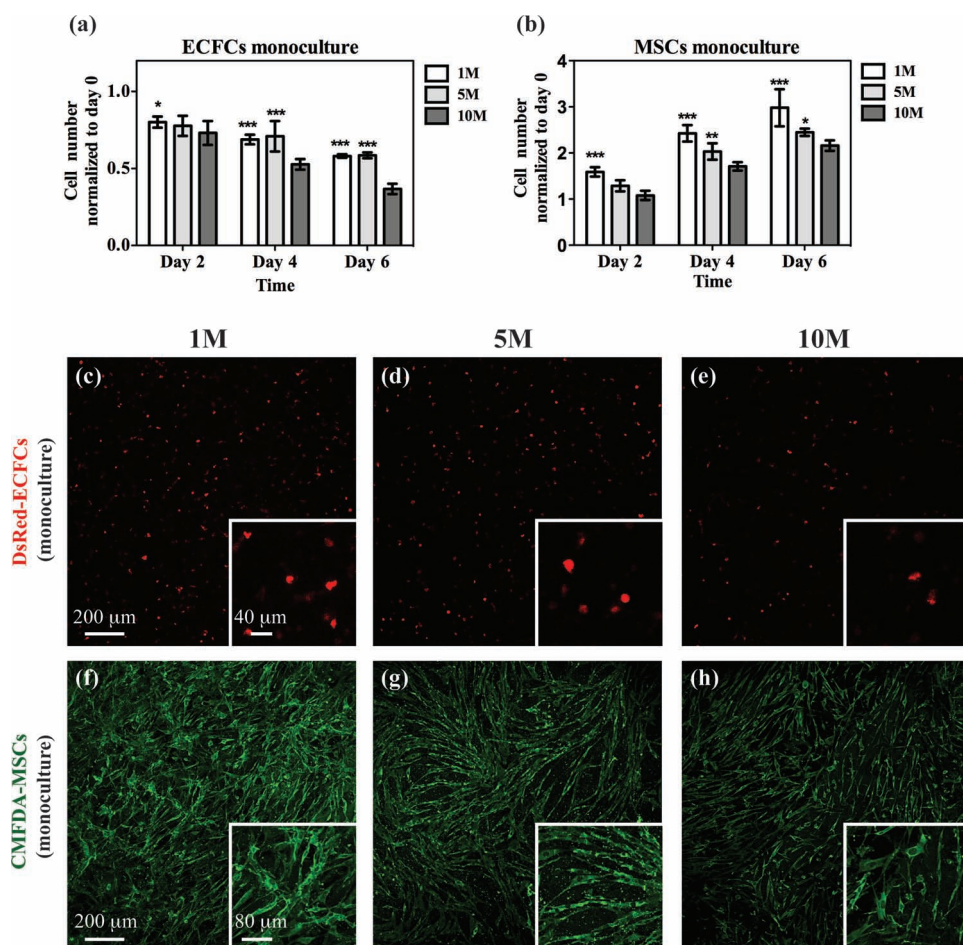 (a)
ECFCs monoculture
Cell number
normalized to day 0
1.0
0.5
0.0
*
***
***
***
***
1M
5M
10M
Day 2
Day 4
Day 6
Time
(b)
MSCs monoculture
Cell number
normalized to day 0
4
3
2
1
0
***
***
**
***
*
1M
5M
10M
Day 2
Day 4
Day 6
Time
1M
5M
10M
DsRed-ECFCs
(monoculture)
(c)
200 μm
40 μm
(d)
(e)
CMFDA-MSCs
(monoculture)
(f)
200 μm
80 μm
(g)
(h)